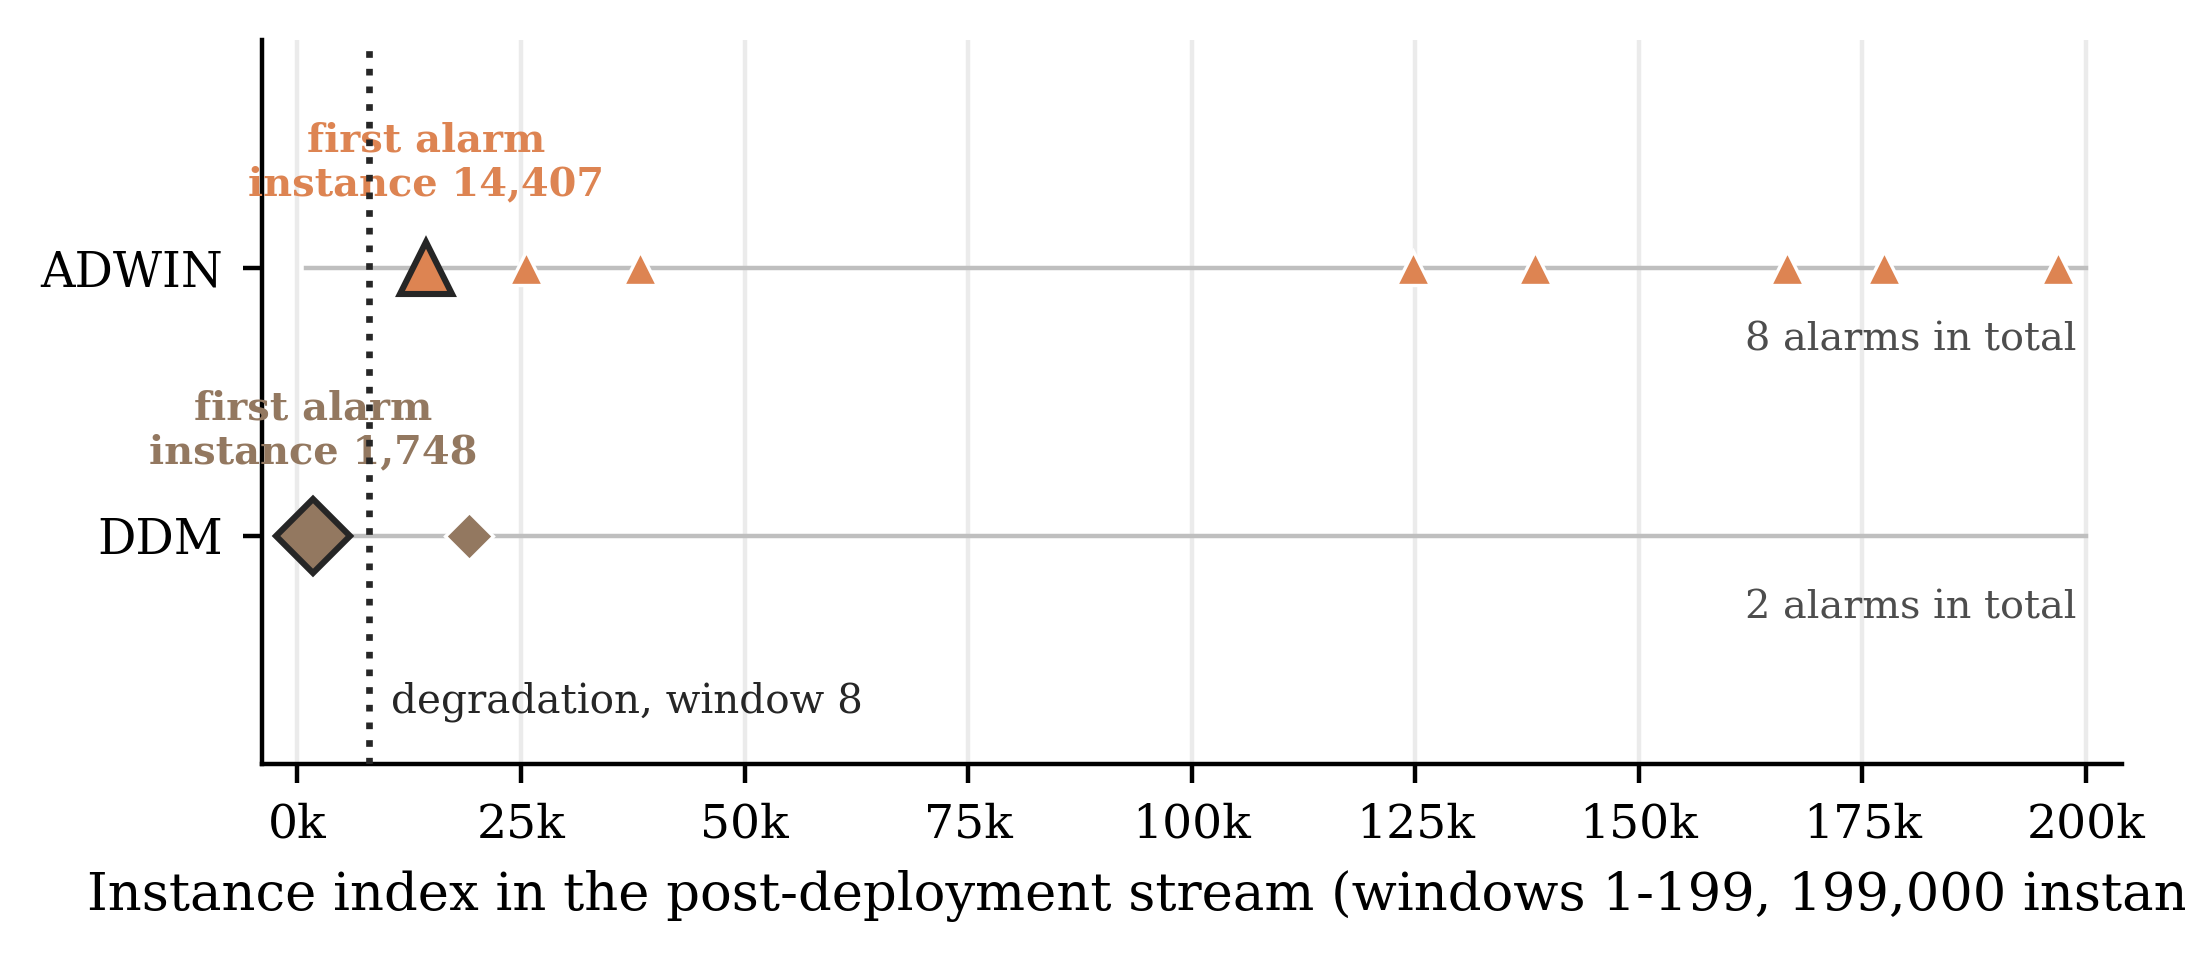 first alarm
instance 14,407
ADWIN
8 alarms in total
first alarm
instance 1,748
DDM
2 alarms in total
degradation, window 8
0k 25k 50k 75k 100k 125k 150k 175k 200k
Instance index in the post-deployment stream (windows 1-199, 199,000 instan